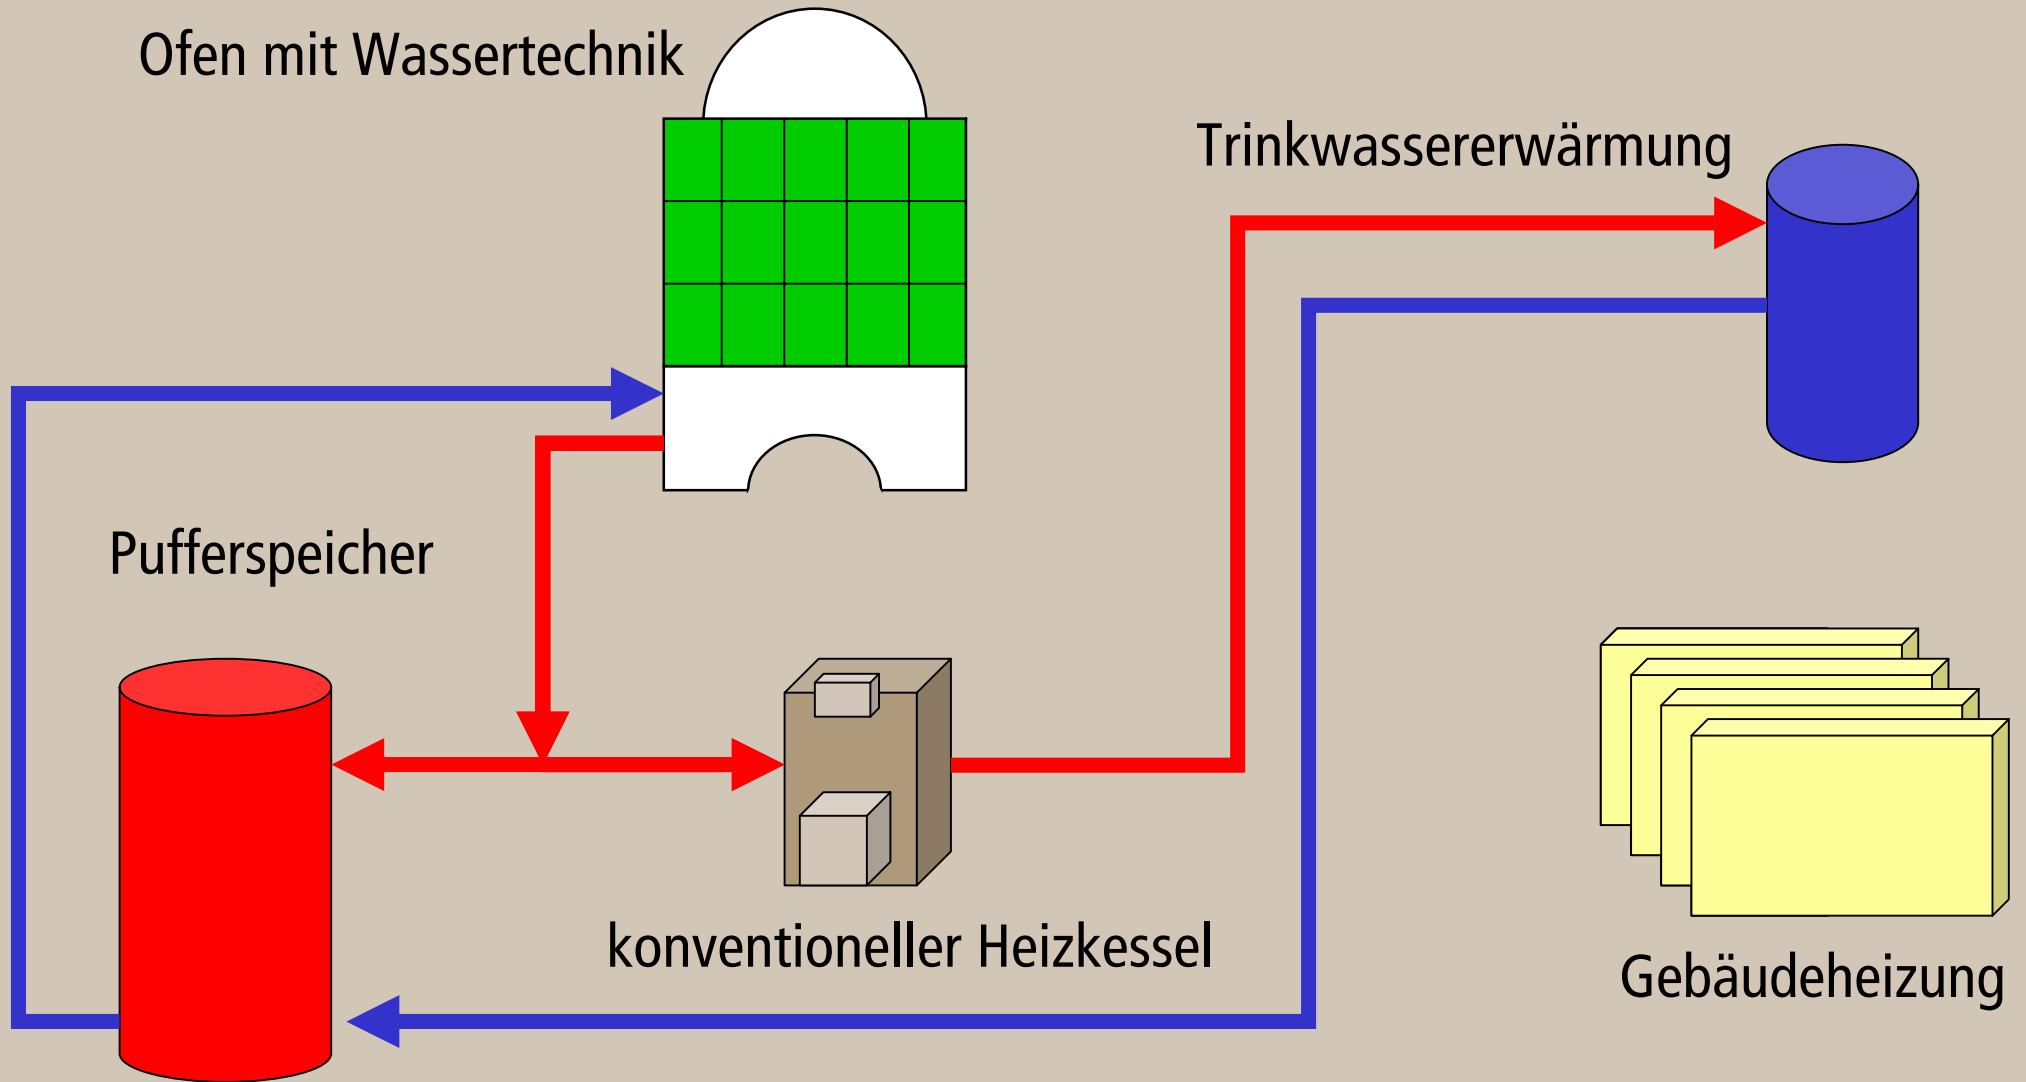 Ofen mit Wassertechnik
Trinkwassererwärmung
Pufferspeicher
konventioneller Heizkessel
Gebäudeheizung